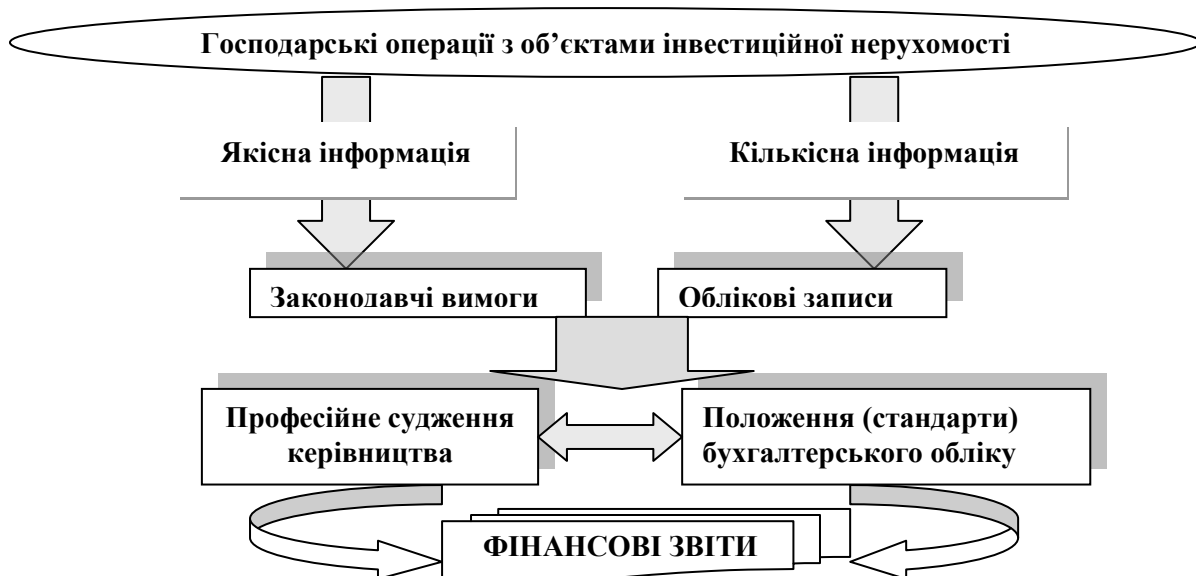 Господарські операції з об’єктами інвестиційної нерухомості
Якісна інформація
Кількісна інформація
Законодавчі вимоги
Облікові записи
Професійне судження
керівництва
Положення (стандарти)
бухгалтерського обліку
ФІНАНСОВІ ЗВІТИ